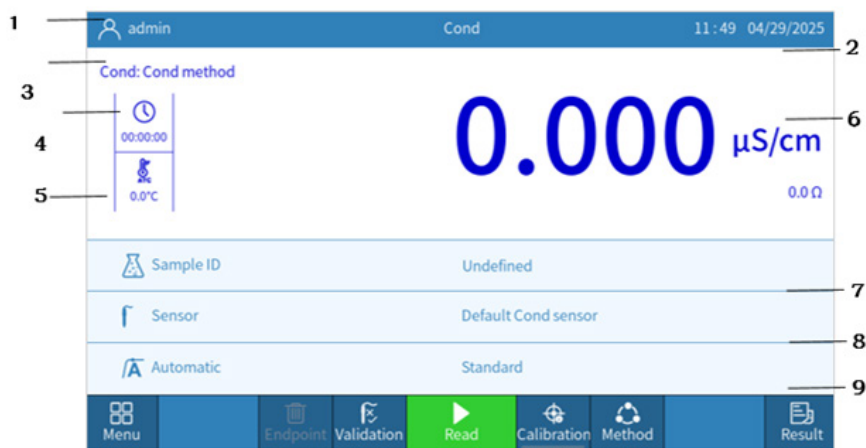 1
admin Cond 11:49 04/29/2025
2
Cond: Cond method
3
00:00:00
4
ATC
0.0°C
5
0.000 µS/cm
6
0.0 Ω
Sample ID Undefined
7
Sensor Default Cond sensor
8
A Automatic Standard
9
Menu Endpoint Validation Read Calibration Method Result